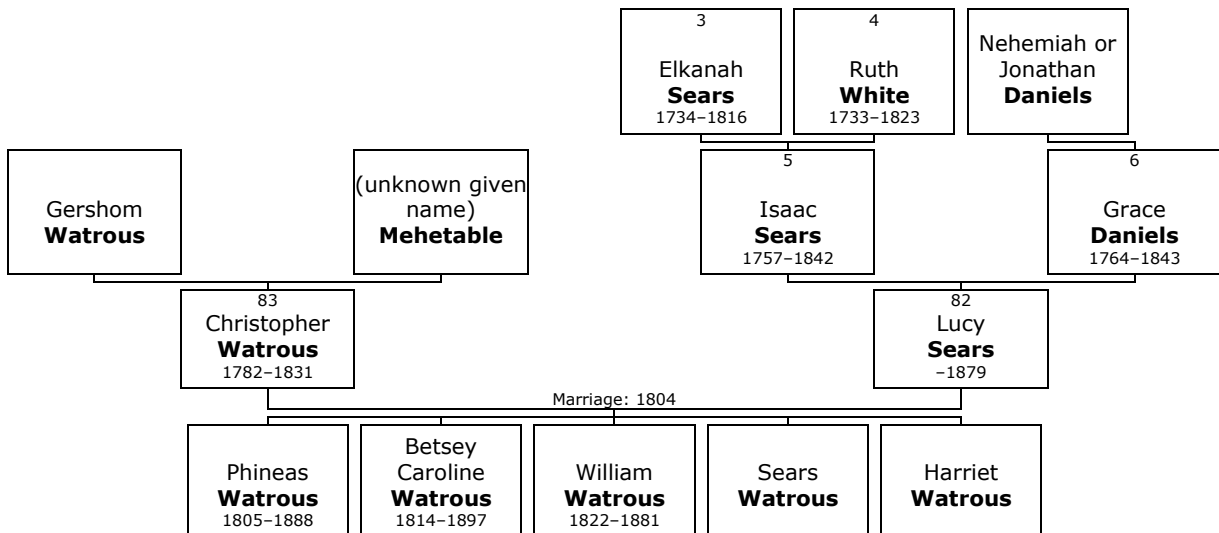 3
Elkanah
Sears
1734–1816
4
Ruth
White
1733–1823
Nehemiah or
Jonathan
Daniels
Gershom
Watrous
(unknown given
name)
Mehetable
5
Isaac
Sears
1757–1842
6
Grace
Daniels
1764–1843
83
Christopher
Watrous
1782–1831
82
Lucy
Sears
–1879
Marriage: 1804
Phineas
Watrous
1805–1888
Betsey
Caroline
Watrous
1814–1897
William
Watrous
1822–1881
Sears
Watrous
Harriet
Watrous